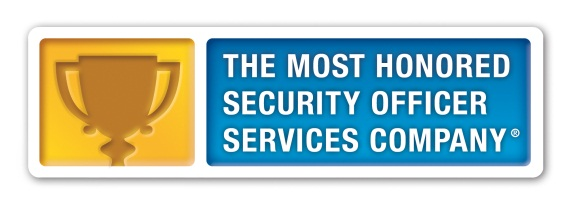 THE MOST HONORED
SECURITY OFFICER
SERVICES COMPANY®